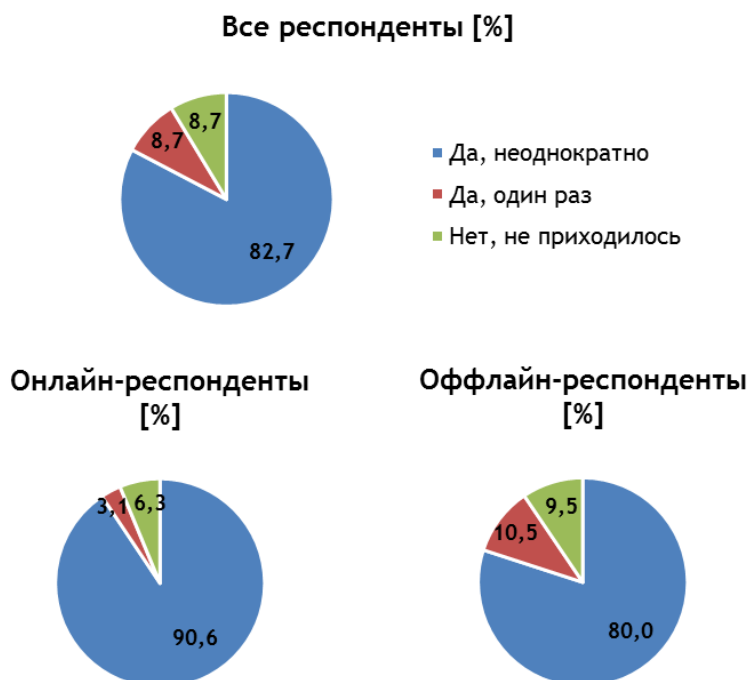 Все респонденты [%]
8,7
8,7
82,7
Да, неоднократно
Да, один раз
Нет, не приходилось
Онлайн-респонденты
[%]
3,1
6,3
90,6
Оффлайн-респонденты
[%]
10,5
9,5
80,0